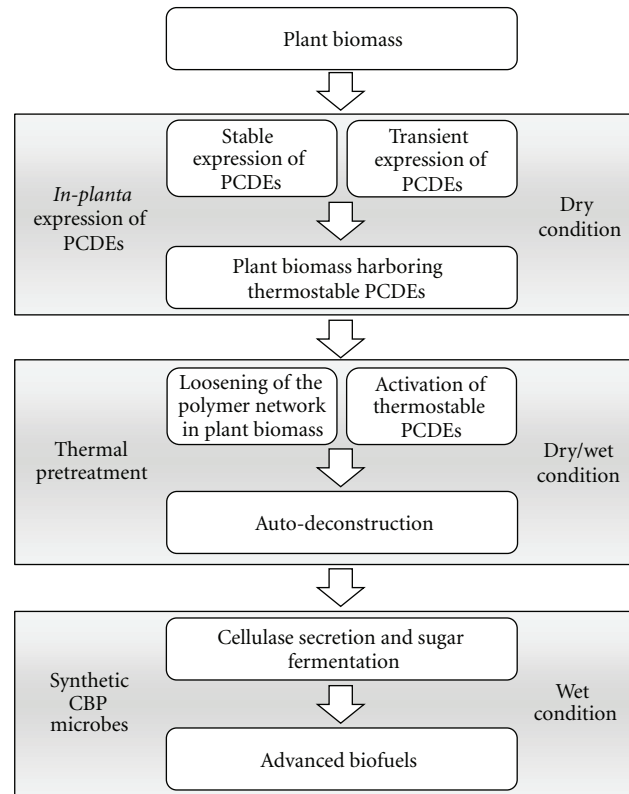 Plant biomass
In-planta
expression of
PCDEs
Stable
expression of
PCDEs
Transient
expression of
PCDEs
Dry
condition
Plant biomass harboring
thermostable PCDEs
Thermal
pretreatment
Loosening of the
polymer network
in plant biomass
Activation of
thermostable
PCDEs
Dry/wet
condition
Auto-deconstruction
Synthetic
CBP
microbes
Cellulase secretion and sugar
fermentation
Wet
condition
Advanced biofuels